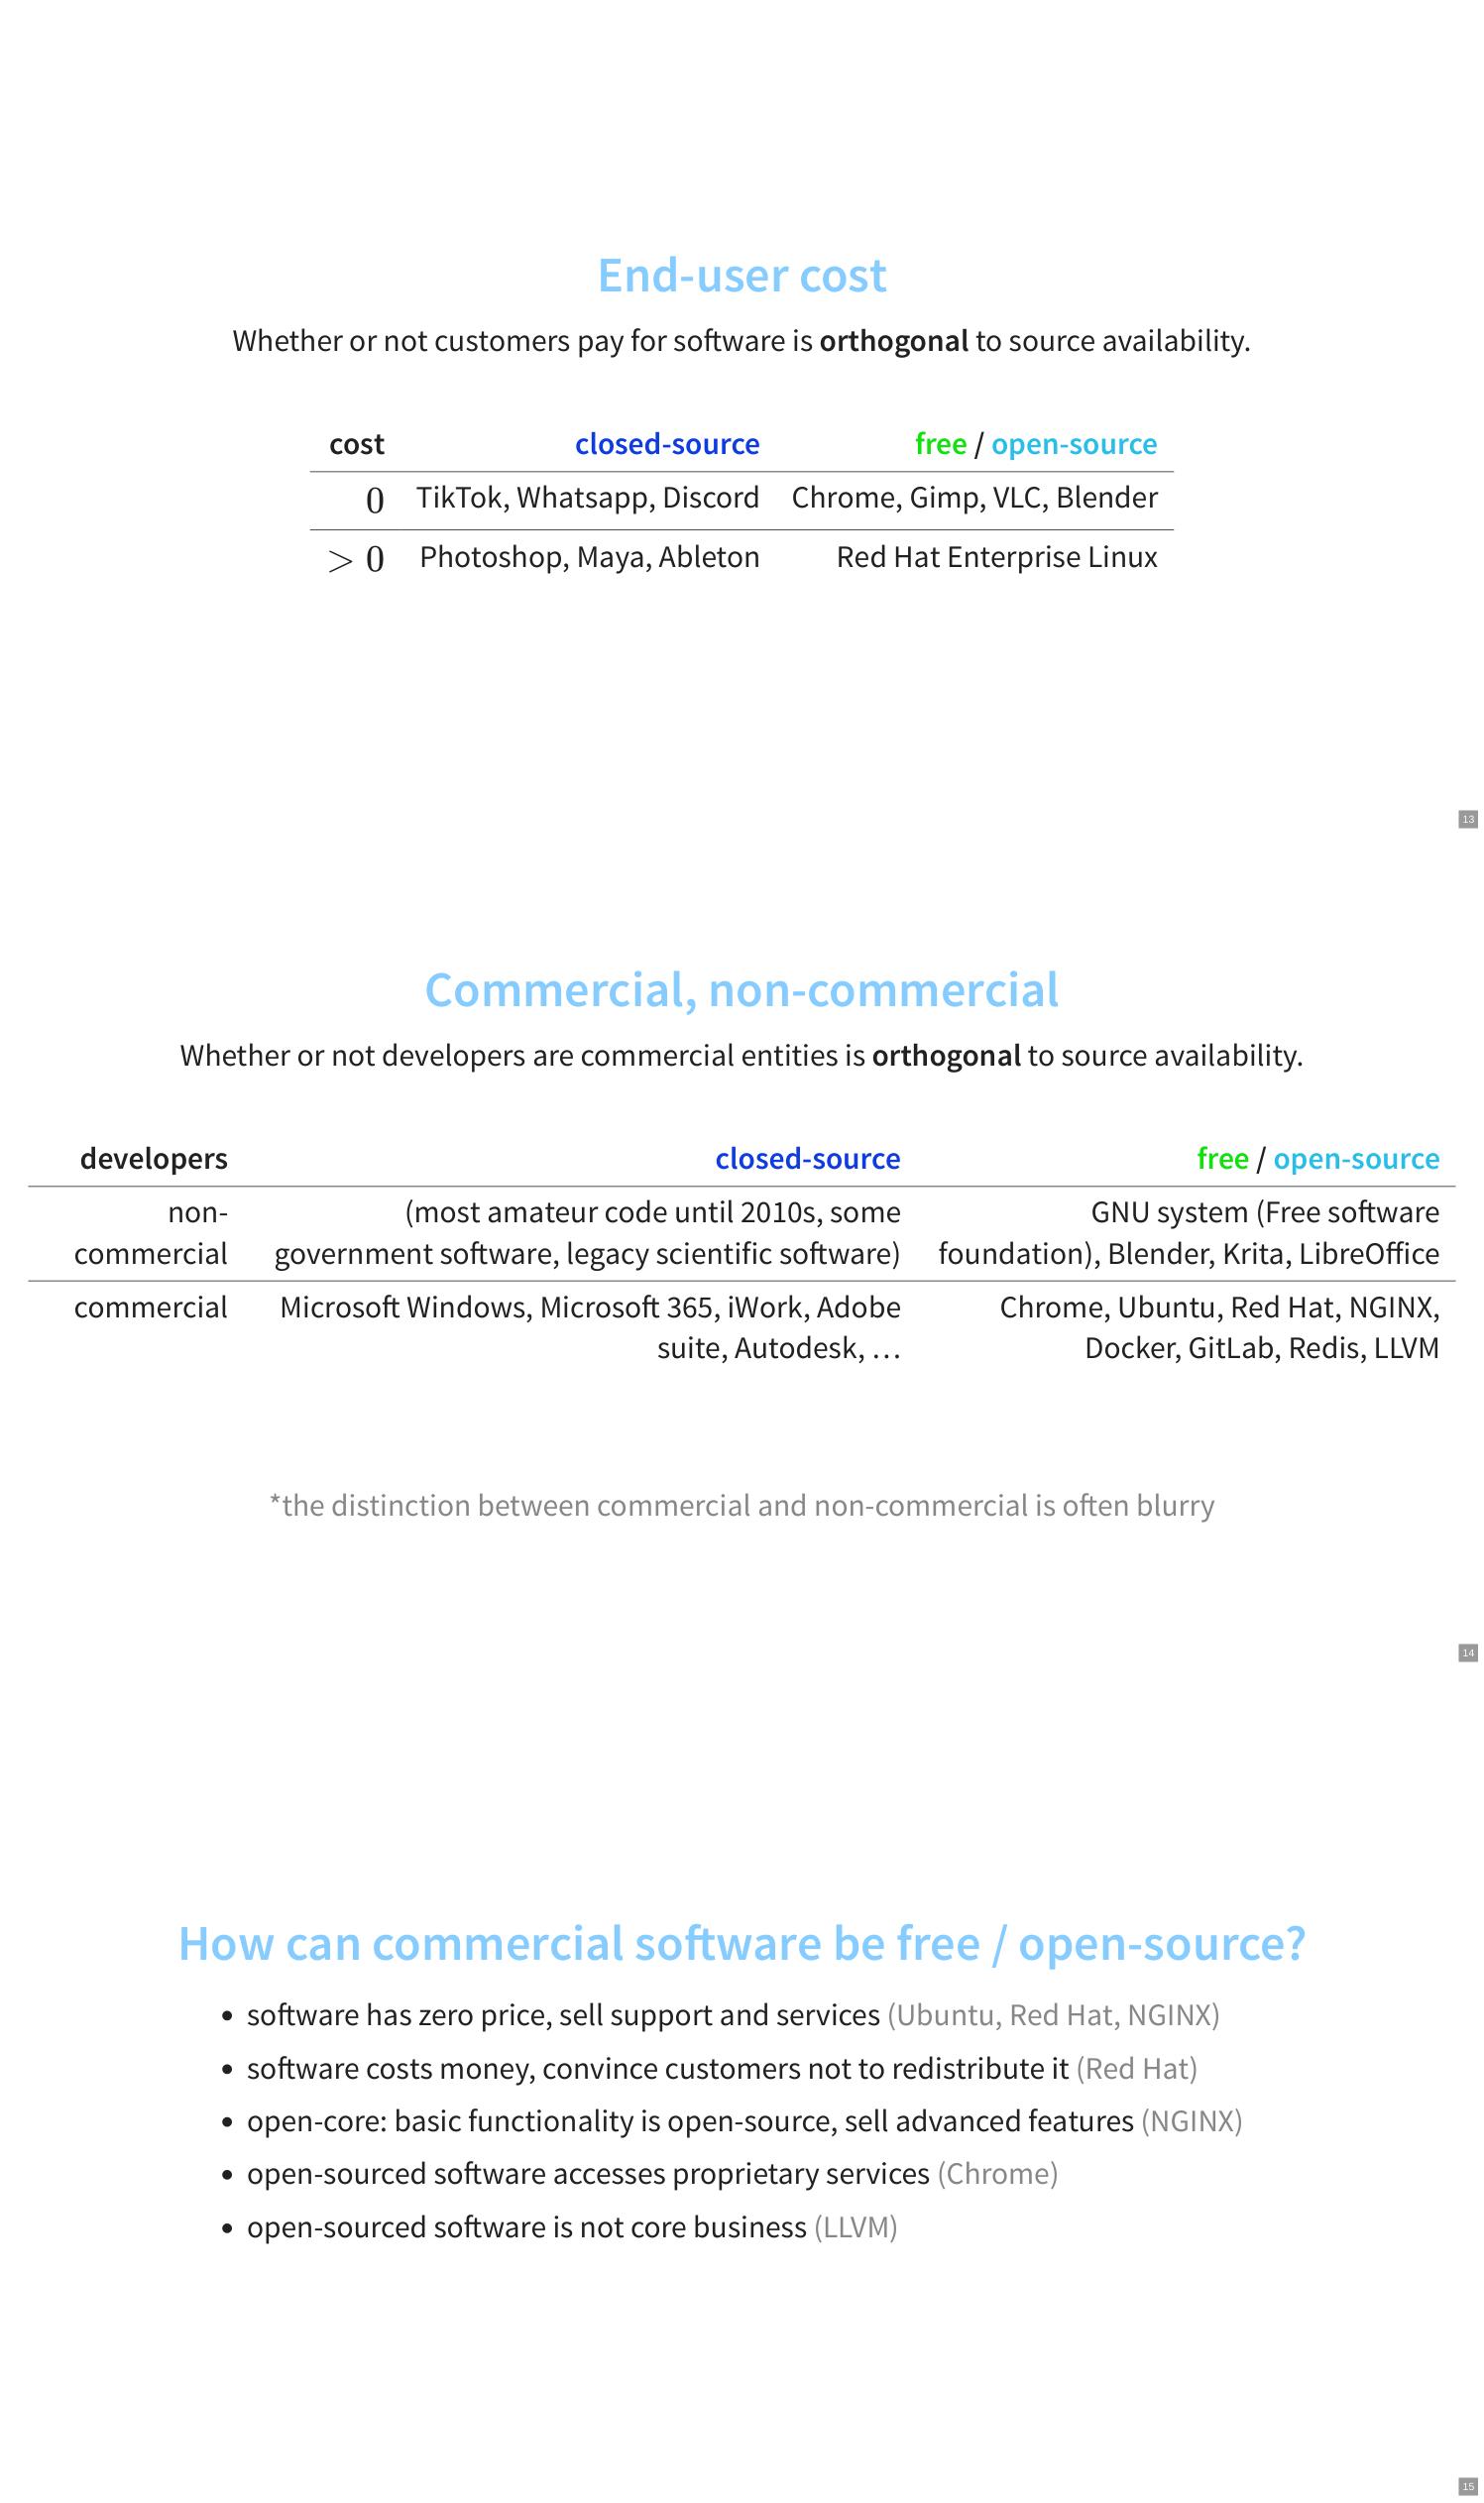 End-user cost
Whether or not customers pay for software is orthogonal to source availability.
cost closed-source free / open-source
0 TikTok, Whatsapp, Discord Chrome, Gimp, VLC, Blender
> 0 Photoshop, Maya, Ableton Red Hat Enterprise Linux
13
Commercial, non-commercial
Whether or not developers are commercial entities is orthogonal to source availability.
developers closed-source free / open-source
non- (most amateur code until 2010s, some GNU system (Free software
commercial government software, legacy scientific software) foundation), Blender, Krita, LibreOffice
commercial Microsoft Windows, Microsoft 365, iWork, Adobe Chrome, Ubuntu, Red Hat, NGINX,
suite, Autodesk, … Docker, GitLab, Redis, LLVM
*the distinction between commercial and non-commercial is often blurry
14
How can commercial software be free / open-source?
• software has zero price, sell support and services (Ubuntu, Red Hat, NGINX)
• software costs money, convince customers not to redistribute it (Red Hat)
• open-core: basic functionality is open-source, sell advanced features (NGINX)
• open-sourced software accesses proprietary services (Chrome)
• open-sourced software is not core business (LLVM)
15